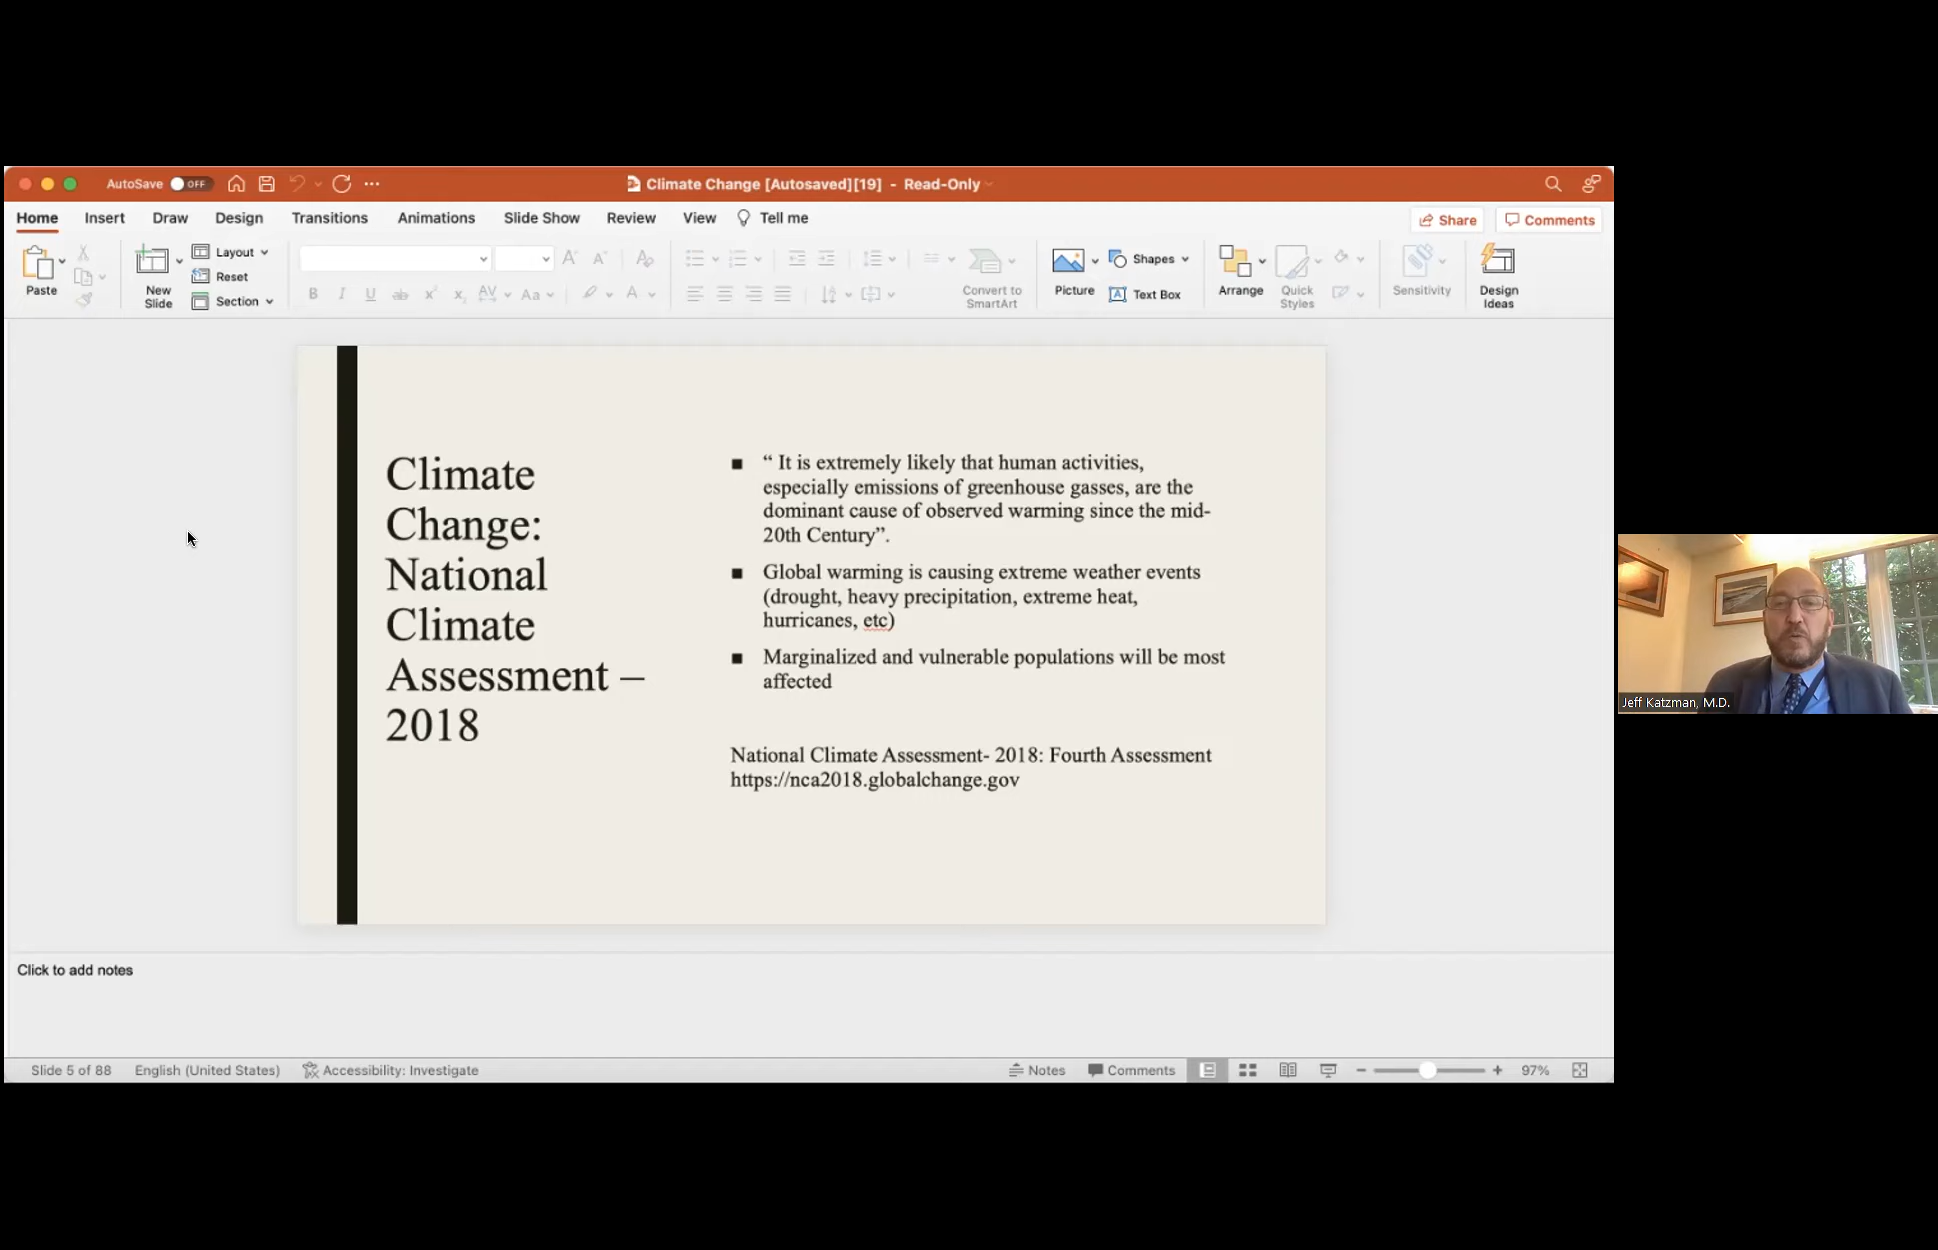 AutoSave OFF
Climate Change [Autosaved][19] - Read-Only
Home Insert Draw Design Transitions Animations Slide Show Review View Tell me
Share Comments
Paste
New
Slide
Layout
Reset
Section
B I U ab x² x₂ AV Aa A
Convert to
SmartArt
Picture
Shapes
Text Box
Arrange
Quick
Styles
Sensitivity
Design
Ideas
Climate
Change:
National
Climate
Assessment –
2018
■ “ It is extremely likely that human activities,
especially emissions of greenhouse gasses, are the
dominant cause of observed warming since the mid-
20th Century”.
■ Global warming is causing extreme weather events
(drought, heavy precipitation, extreme heat,
hurricanes, etc)
■ Marginalized and vulnerable populations will be most
affected
National Climate Assessment- 2018: Fourth Assessment
https://nca2018.globalchange.gov
Jeff Katzman, M.D.
Click to add notes
Slide 5 of 88 English (United States) Accessibility: Investigate Notes Comments 97%